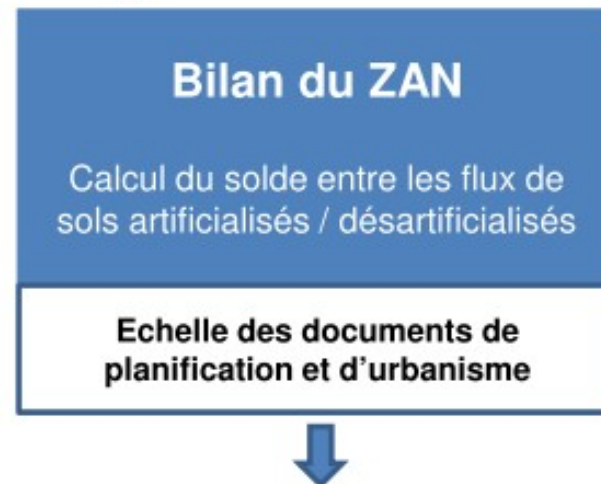 Bilan du ZAN
Calcul du solde entre les flux de
sols artificialisés / désartificialisés
Echelle des documents de
planification et d'urbanisme